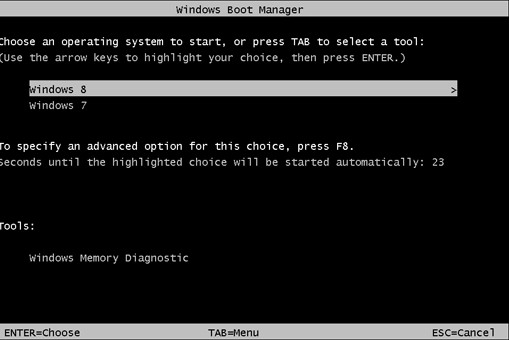 Windows Boot Manager
Choose an operating system to start, or press TAB to select a tool:
(Use the arrow keys to highlight your choice, then press ENTER.)
Windows 8 >
Windows 7
To specify an advanced option for this choice, press F8.
Seconds until the highlighted choice will be started automatically: 23
Tools:
Windows Memory Diagnostic
ENTER=Choose TAB=Menu ESC=Cancel